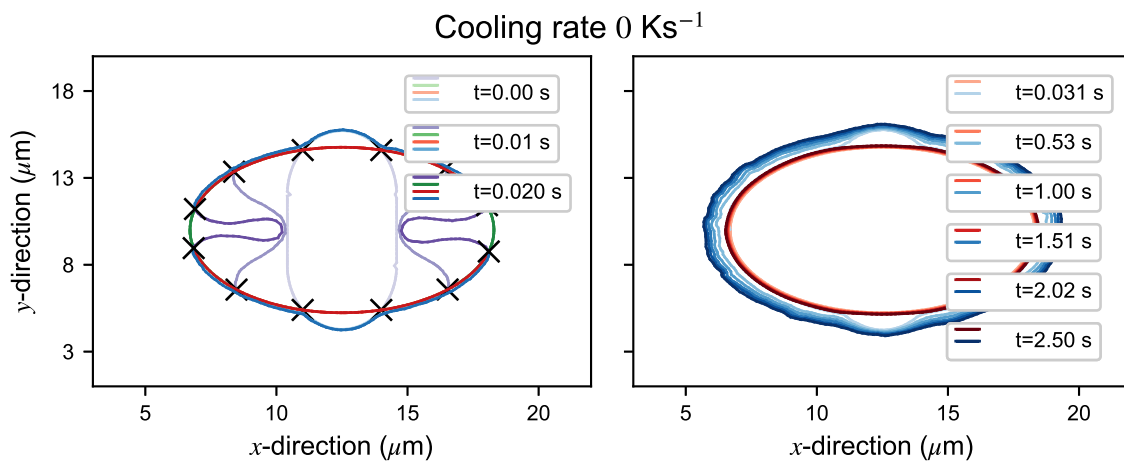 Cooling rate 0 Ks⁻¹
18
13
8
3
y-direction (μm)
5
10
15
20
x-direction (μm)
t=0.00 s
t=0.01 s
t=0.020 s
5
10
15
20
x-direction (μm)
t=0.031 s
t=0.53 s
t=1.00 s
t=1.51 s
t=2.02 s
t=2.50 s